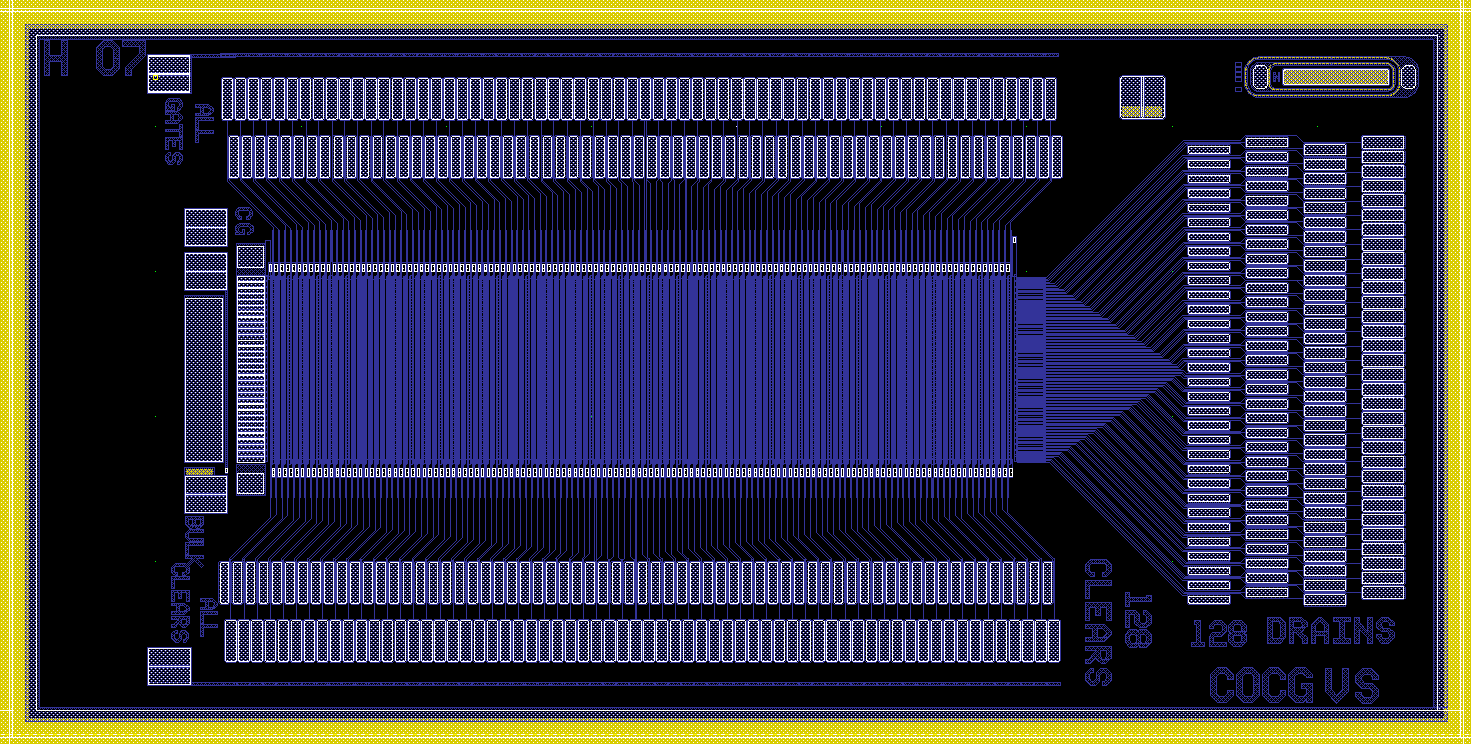 H 07
ALL
GATES
CG
BULK
ALL
CLEARS
128
CLEARS
128 DRAINS
COCG VS